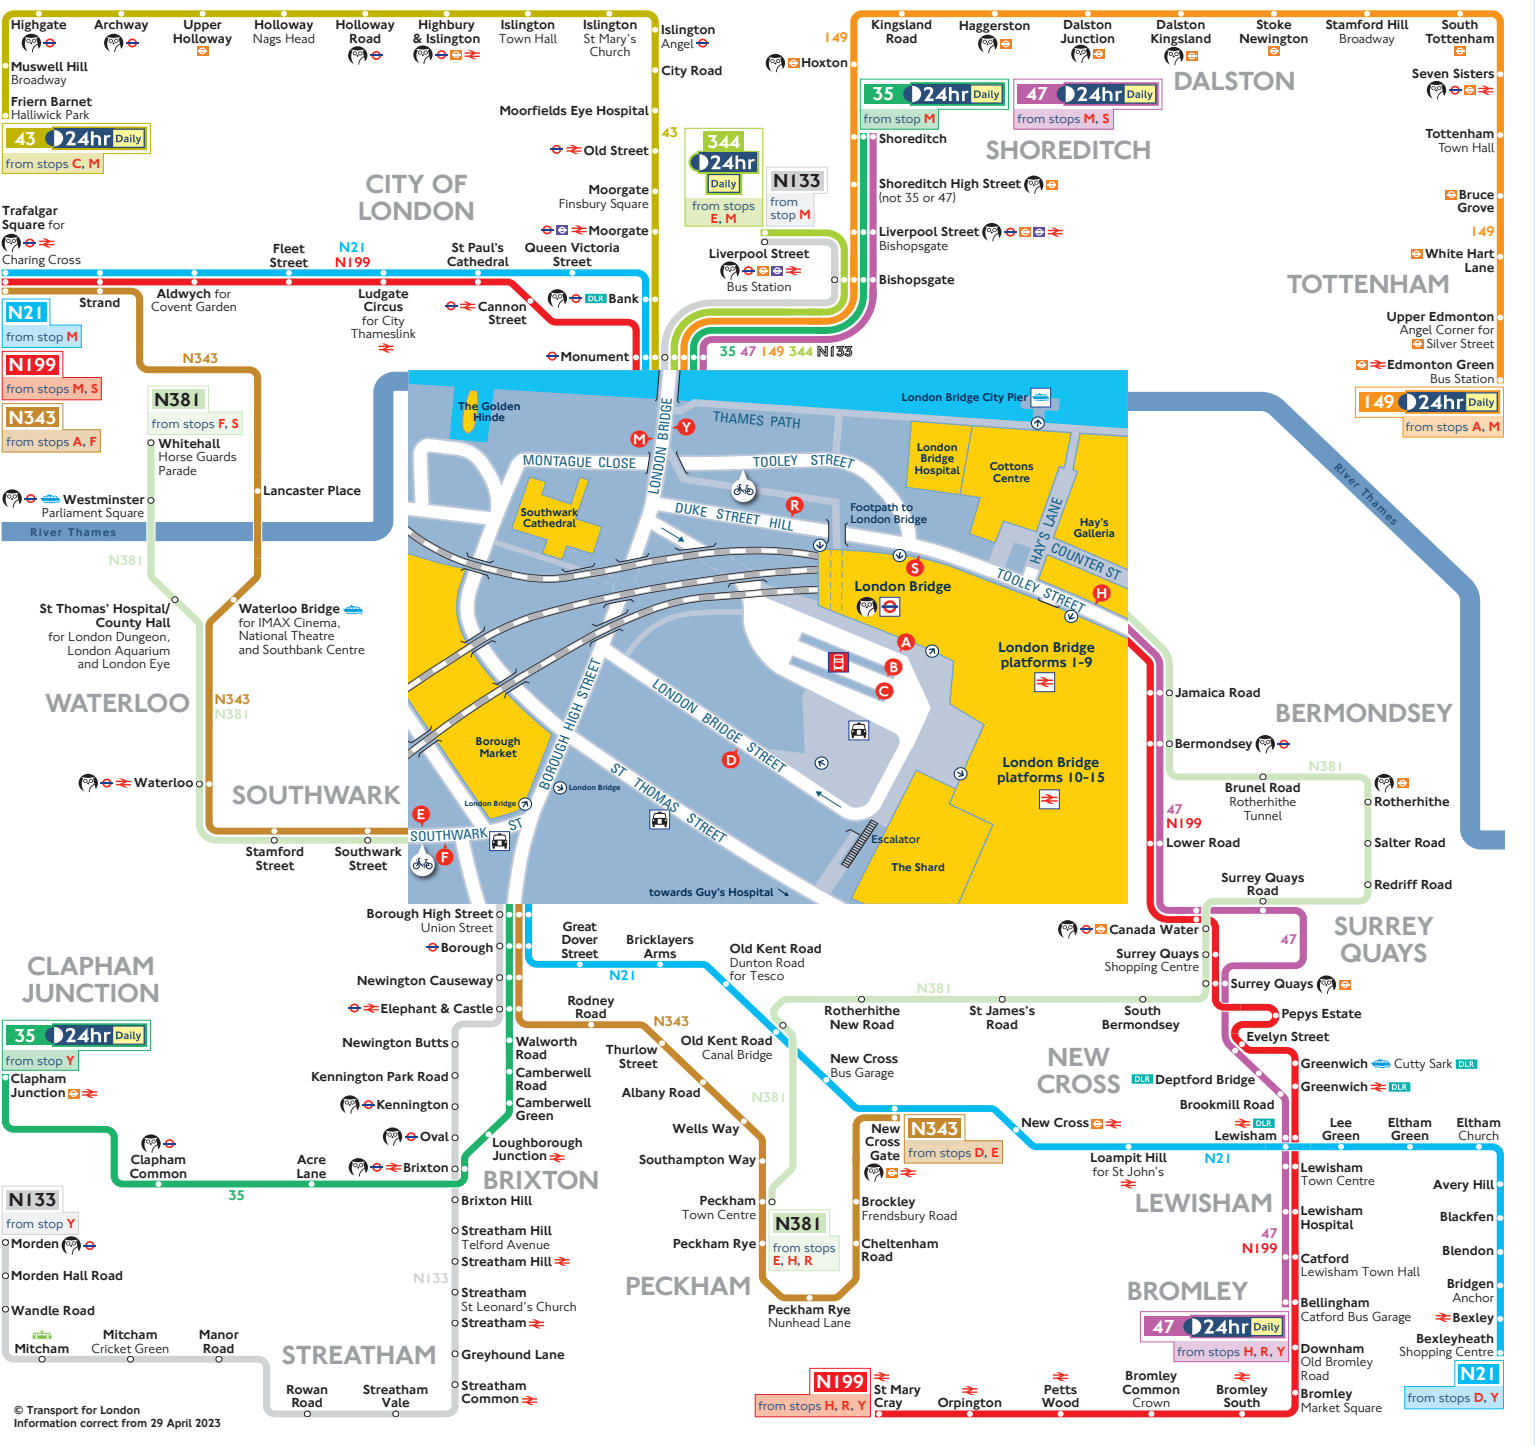 Highgate
Archway
Upper
Holloway
Holloway
Nags Head
Holloway
Road
Highbury
& Islington
Islington
Town Hall
Islington
St Mary's
Church
Islington
Angel
City Road
Muswell Hill
Broadway
Friern Barnet
Halliwick Park
43 24hr Daily
from stops C, M
Moorfields Eye Hospital
43
Old Street
Moorgate
Finsbury Square
Moorgate
CITY OF
LONDON
344
24hr
Daily
from stops
E, M
N133
from
stop M
Liverpool Street
Bus Station
149
Hoxton
Kingsland
Road
Haggerston
Dalston
Junction
Dalston
Kingsland
Stoke
Newington
Stamford Hill
Broadway
South
Tottenham
DALSTON
Seven Sisters
35 24hr Daily
from stop M
47 24hr Daily
from stops M, S
Shoreditch
SHOREDITCH
Tottenham
Town Hall
Shoreditch High Street
(not 35 or 47)
Bruce
Grove
Liverpool Street
Bishopsgate
149
White Hart
Lane
Bishopsgate
TOTTENHAM
Upper Edmonton
Angel Corner for
Silver Street
Edmonton Green
Bus Station
149 24hr Daily
from stops A, M
Trafalgar
Square for
Charing Cross
Fleet
Street
N21
N199
St Paul's
Cathedral
Queen Victoria
Street
Strand
Aldwych for
Covent Garden
Ludgate
Circus
for City
Thameslink
Cannon
Street
DLR Bank
Monument
35 47 149 344 N133
N21
from stop M
N199
from stops M, S
N343
from stops A, F
N343
N381
from stops F, S
Whitehall
Horse Guards
Parade
Westminster
Parliament Square
Lancaster Place
River Thames
River Thames
N381
St Thomas' Hospital/
County Hall
for London Dungeon,
London Aquarium
and London Eye
Waterloo Bridge
for IMAX Cinema,
National Theatre
and Southbank Centre
WATERLOO
N343
N381
Waterloo
SOUTHWARK
Stamford
Street
Southwark
Street
The Golden
Hinde
LONDON BRIDGE
M
Y
THAMES PATH
London Bridge City Pier
MONTAGUE CLOSE
TOOLEY STREET
London
Bridge
Hospital
Cottons
Centre
Southwark
Cathedral
R
DUKE STREET HILL
Footpath to
London Bridge
HAY'S LANE
Hay's
Galleria
COUNTER ST
S
London Bridge
TOOLEY STREET
H
A
B
C
London Bridge
platforms 1-9
BOROUGH HIGH STREET
LONDON BRIDGE STREET
D
Borough
Market
London Bridge
London Bridge
ST THOMAS STREET
London Bridge
platforms 10-15
E
SOUTHWARK ST
F
Escalator
The Shard
towards Guy's Hospital
Jamaica Road
BERMONDSEY
Bermondsey
N381
Brunel Road
Rotherhithe
Tunnel
Rotherhithe
47
N199
Lower Road
Salter Road
Surrey Quays
Road
Redriff Road
Canada Water
Surrey Quays
Shopping Centre
47
SURREY
QUAYS
Surrey Quays
Pepys Estate
Evelyn Street
Borough High Street
Union Street
Borough
Newington Causeway
Elephant & Castle
Great
Dover
Street
Bricklayers
Arms
N21
Old Kent Road
Dunton Road
for Tesco
N381
Rotherhithe
New Road
St James's
Road
South
Bermondsey
CLAPHAM
JUNCTION
35 24hr Daily
from stop Y
Clapham
Junction
Newington Butts
Kennington Park Road
Kennington
Oval
Brixton
Walworth
Road
Camberwell
Road
Camberwell
Green
Loughborough
Junction
BRIXTON
Rodney
Road
N343
Thurlow
Street
Old Kent Road
Canal Bridge
New Cross
Bus Garage
Albany Road
N381
Wells Way
Southampton Way
Peckham
Town Centre
Peckham Rye
NEW
CROSS
DLR Deptford Bridge
Greenwich Cutty Sark DLR
Greenwich DLR
Brookmill Road
DLR
Lewisham
New Cross
Lee
Green
Eltham
Green
Eltham
Church
New
Cross
Gate
N343
from stops D, E
Loampit Hill
for St John's
N21
Clapham
Common
Acre
Lane
35
N133
from stop Y
Morden
Morden Hall Road
Wandle Road
Mitcham
Mitcham
Cricket Green
Manor
Road
Brixton Hill
Streatham Hill
Telford Avenue
Streatham Hill
N133
Streatham
St Leonard's Church
Streatham
STREATHAM
Greyhound Lane
Streatham
Common
Rowan
Road
Streatham
Vale
N381
from stops
E, H, R
Brockley
Frendsbury Road
Cheltenham
Road
PECKHAM
Peckham Rye
Nunhead Lane
LEWISHAM
Lewisham
Town Centre
Lewisham
Hospital
47
N199
Catford
Lewisham Town Hall
Avery Hill
Blackfen
Blendon
Bridgen
Anchor
Bexley
Bexleyheath
Shopping Centre
N21
from stops D, Y
BROMLEY
Bellingham
Catford Bus Garage
47 24hr Daily
from stops H, R, Y
Downham
Old Bromley
Road
Bromley
Market Square
N199
from stops H, R, Y
St Mary
Cray
Orpington
Petts
Wood
Bromley
Common
Crown
Bromley
South
© Transport for London
Information correct from 29 April 2023